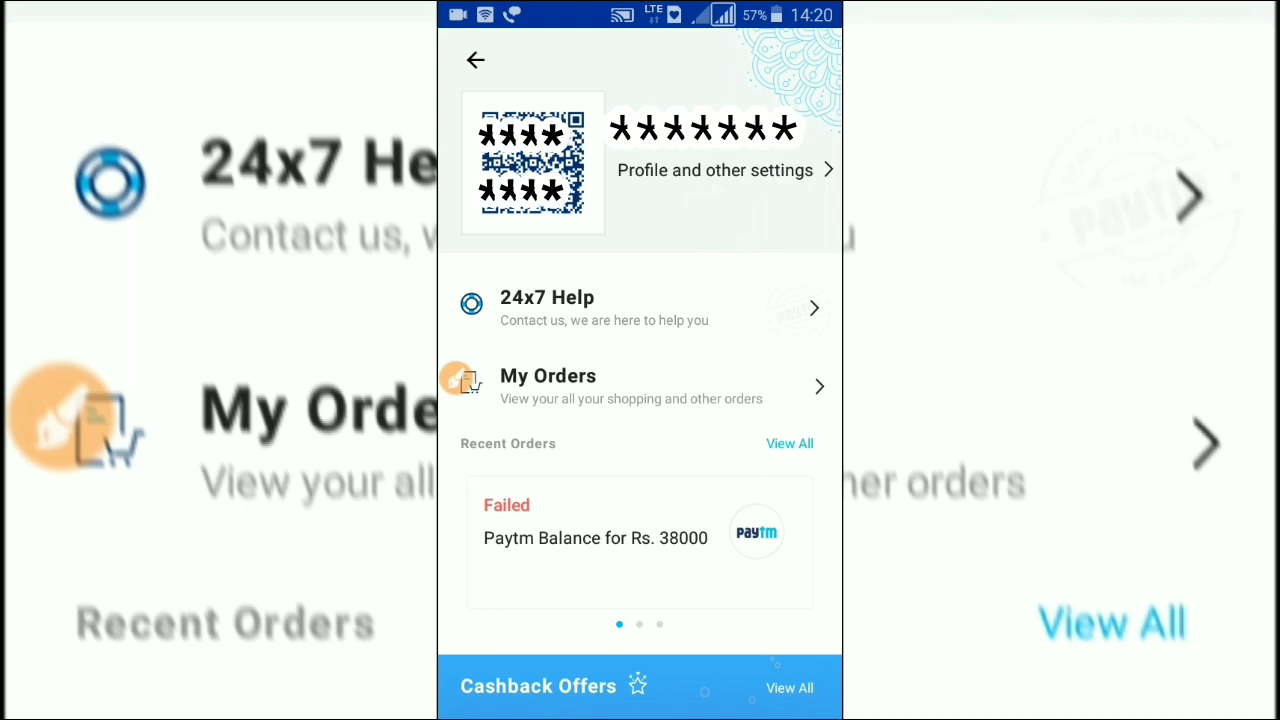 LTE 57% 14:20
**** *******
Profile and other settings
****
24x7 Help
Contact us, we are here to help you
My Orders
View your all your shopping and other orders
Recent Orders View All
Failed
Paytm Balance for Rs. 38000 paytm
Cashback Offers View All
24x7 He
Contact us,
paytm
My Orde
View your all
her orders
Recent Orders
View All